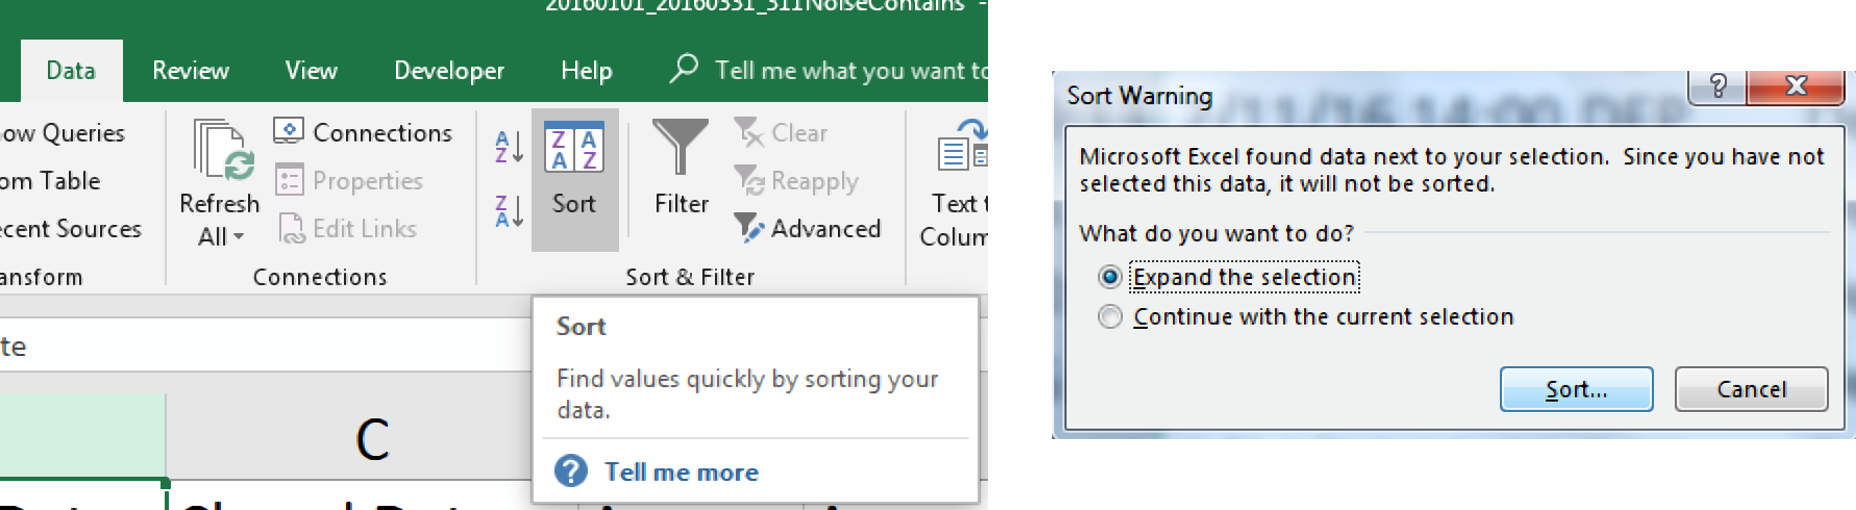 20160101_20160331_311NoiseContains -
Data Review View Developer Help Tell me what you want to
ow Queries
om Table
ecent Sources
ansform
Refresh
All
Connections
Properties
Edit Links
Connections
A
Z
Z
A
Z A
A Z
Sort
Filter
Clear
Reapply
Advanced
Sort & Filter
Text t
Colum
te
Sort
Find values quickly by sorting your
data.
? Tell me more
C
Sort Warning
?
X
Microsoft Excel found data next to your selection. Since you have not
selected this data, it will not be sorted.
What do you want to do?
Expand the selection
Continue with the current selection
Sort...
Cancel